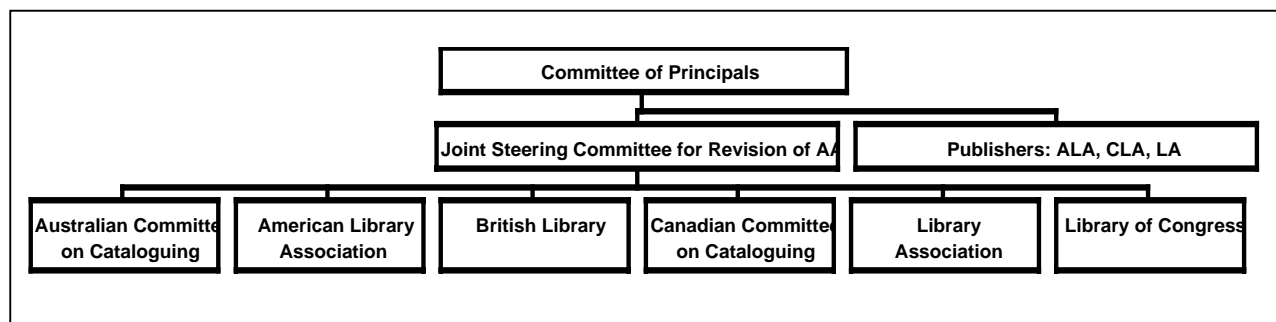 Committee of Principals
Joint Steering Committee for Revision of AA
Publishers: ALA, CLA, LA
Australian Committe
on Cataloguing
American Library
Association
British Library
Canadian Committee
on Cataloguing
Library
Association
Library of Congress